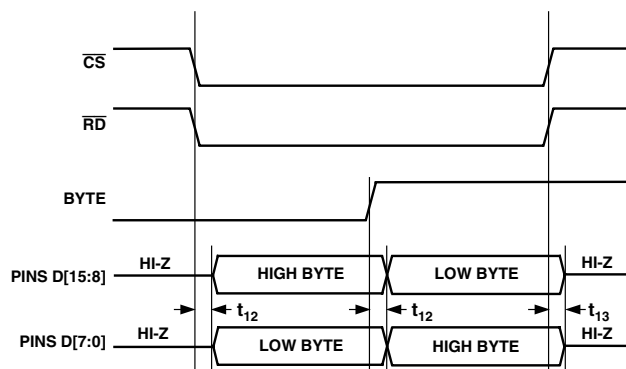 CS
RD
BYTE
PINS D[15:8] HI-Z HIGH BYTE LOW BYTE HI-Z
t12 t12 t13
PINS D[7:0] HI-Z LOW BYTE HIGH BYTE HI-Z